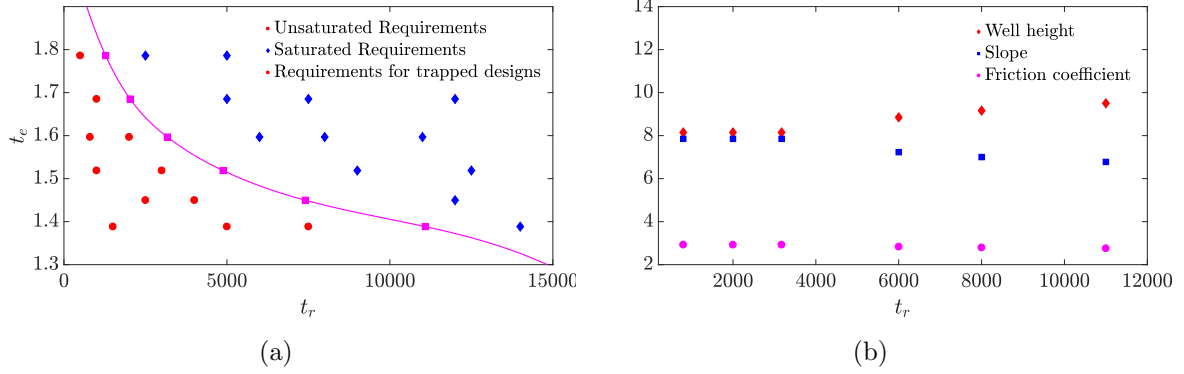 1.8
1.7
1.6
1.5
1.4
1.3
t_e
0
5000
10000
15000
t_r
Unsaturated Requirements
Saturated Requirements
Requirements for trapped designs
(a)
14
12
10
8
6
4
2
0
2000
4000
6000
8000
10000
12000
t_r
Well height
Slope
Friction coefficient
(b)